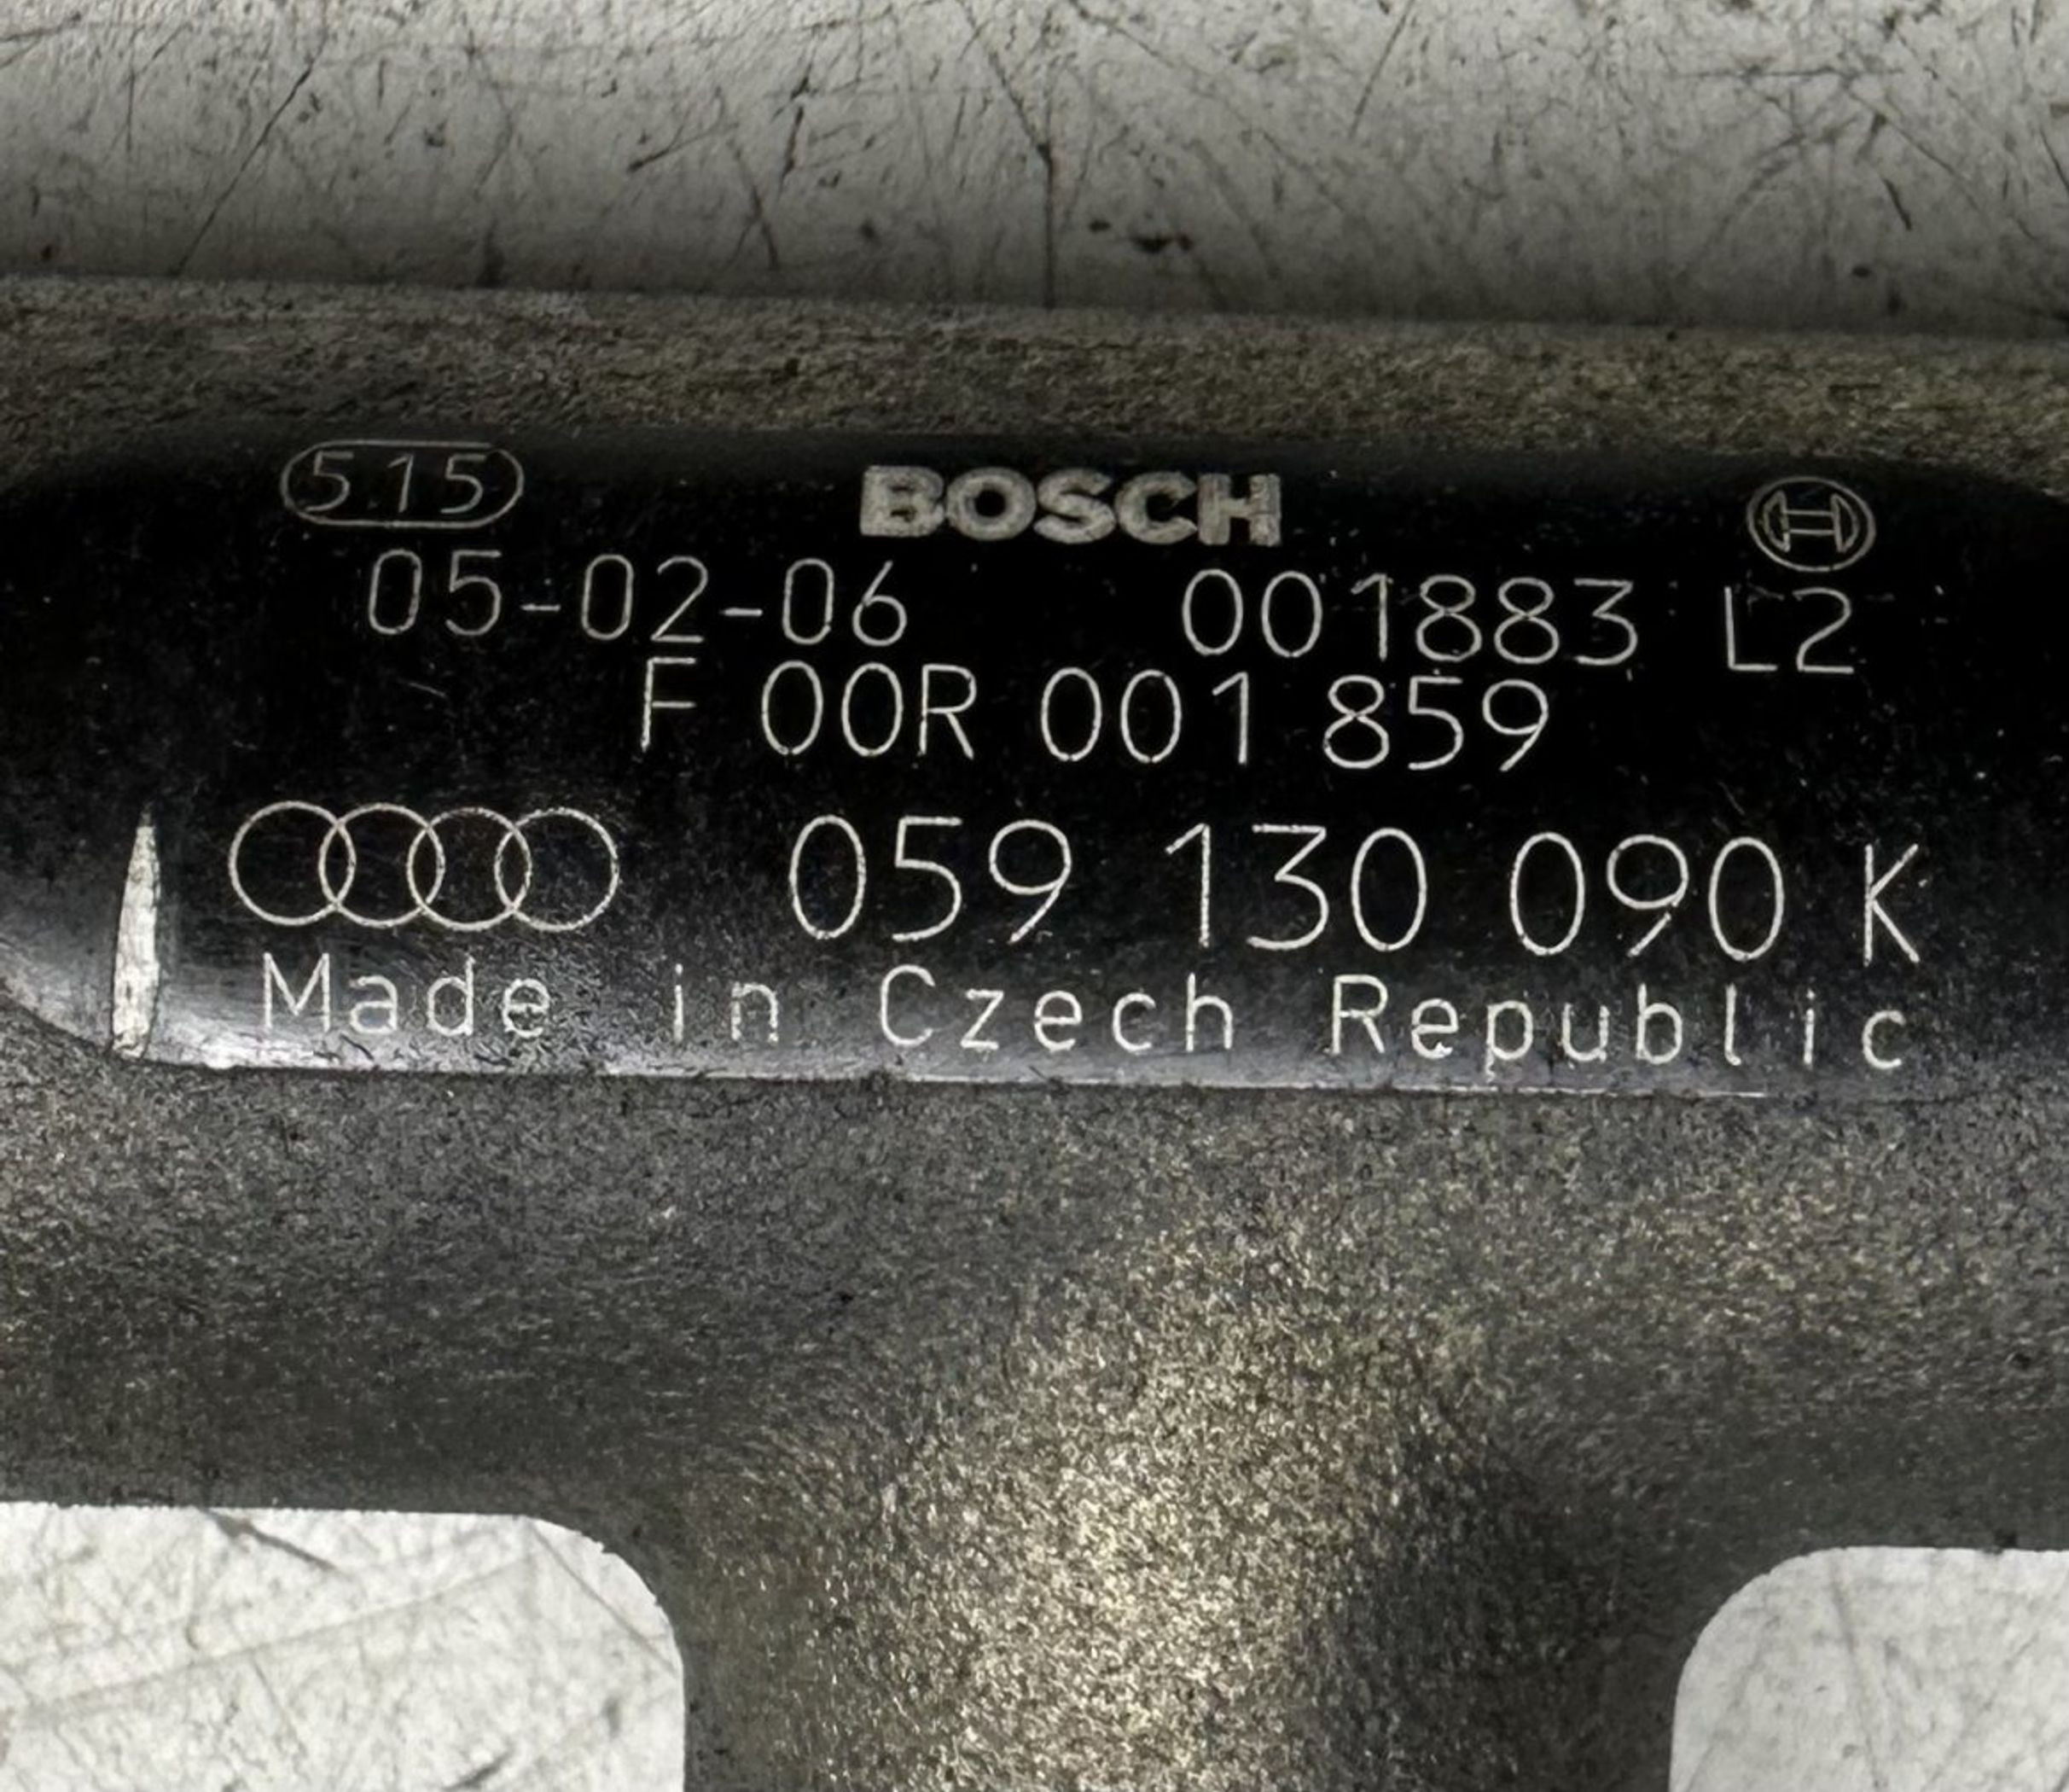 515 BOSCH
05-02-06 001883 L2
F 00R 001 859
059 130 090 K
Made in Czech Republic